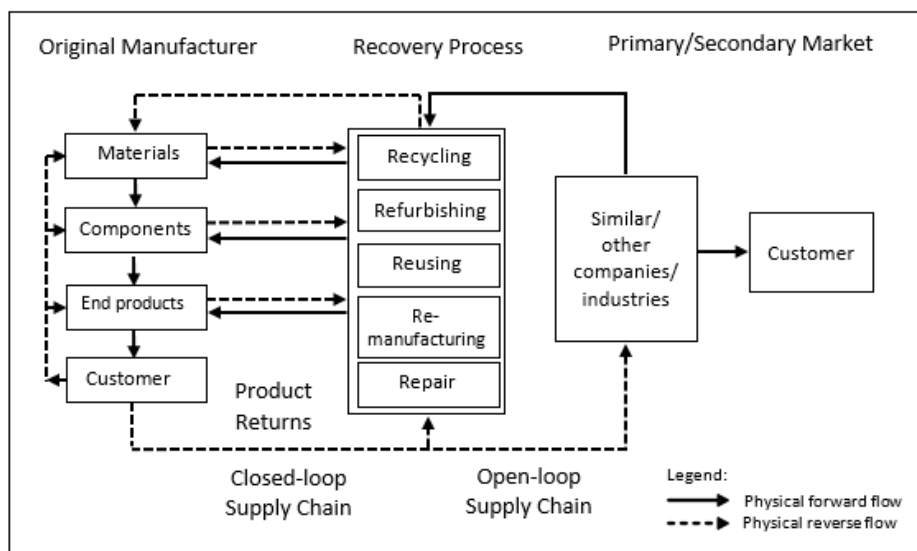 Original Manufacturer
Recovery Process
Primary/Secondary Market
Materials
Components
End products
Customer
Product
Returns
Recycling
Refurbishing
Reusing
Re-
manufacturing
Repair
Similar/
other
companies/
industries
Customer
Closed-loop
Supply Chain
Open-loop
Supply Chain
Legend:
Physical forward flow
Physical reverse flow